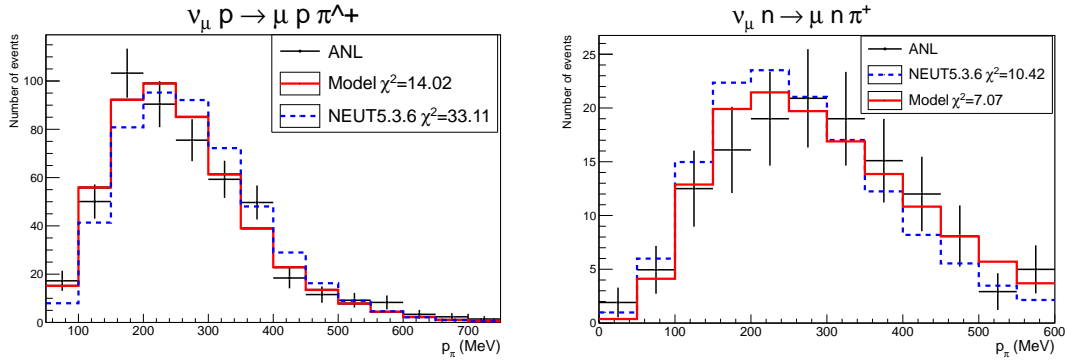 ν_μ p → μ p π^+
Number of events
ANL
Model χ²=14.02
NEUT5.3.6 χ²=33.11
0
20
40
60
80
100
100 200 300 400 500 600 700
p_π (MeV)
ν_μ n → μ n π⁺
Number of events
ANL
NEUT5.3.6 χ²=10.42
Model χ²=7.07
0
5
10
15
20
25
0 100 200 300 400 500 600
p_π (MeV)